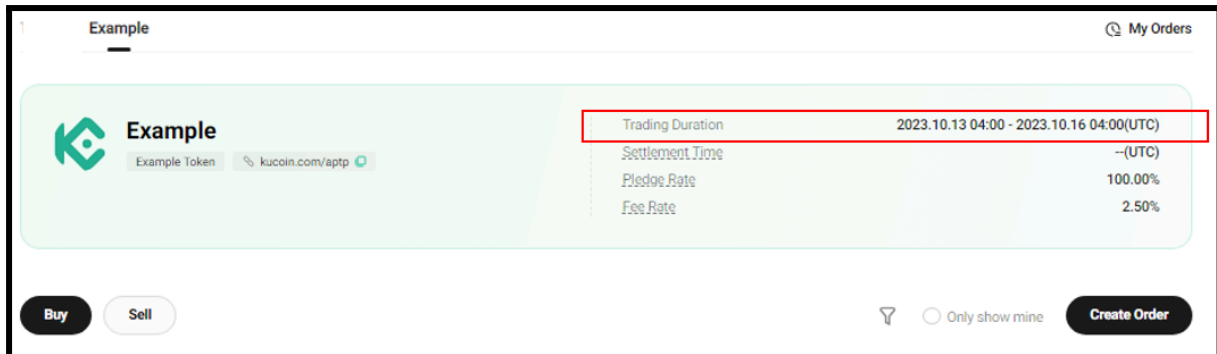 Example
My Orders
Example
Example Token kucoin.com/aptp
Trading Duration 2023.10.13 04:00 - 2023.10.16 04:00(UTC)
Settlement Time --(UTC)
Pledge Rate 100.00%
Fee Rate 2.50%
Buy Sell Only show mine Create Order